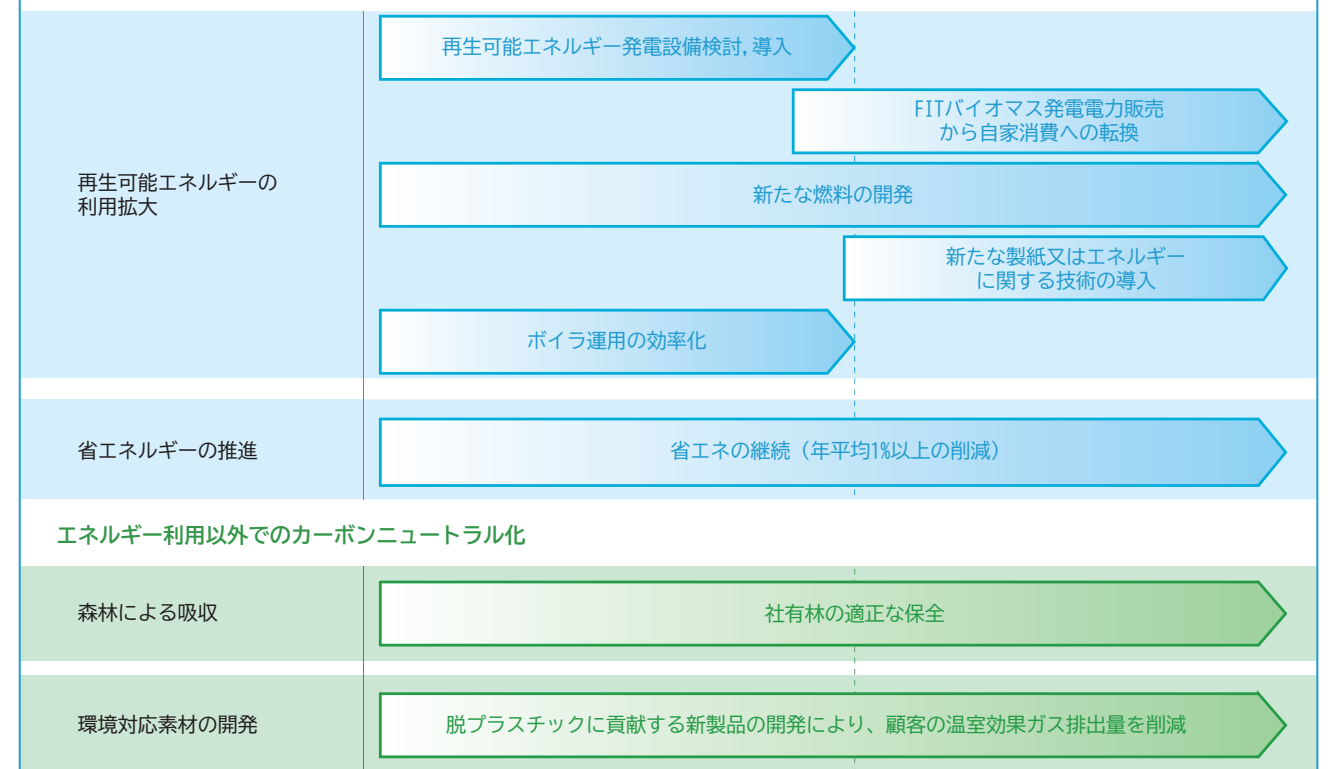 再生可能エネルギーの
利用拡大
再生可能エネルギー発電設備検討,導入
FITバイオマス発電電力販売
から自家消費への転換
新たな燃料の開発
新たな製紙又はエネルギー
に関する技術の導入
ボイラ運用の効率化
省エネルギーの推進
省エネの継続（年平均1%以上の削減）
エネルギー利用以外でのカーボンニュートラル化
森林による吸収
社有林の適正な保全
環境対応素材の開発
脱プラスチックに貢献する新製品の開発により、顧客の温室効果ガス排出量を削減